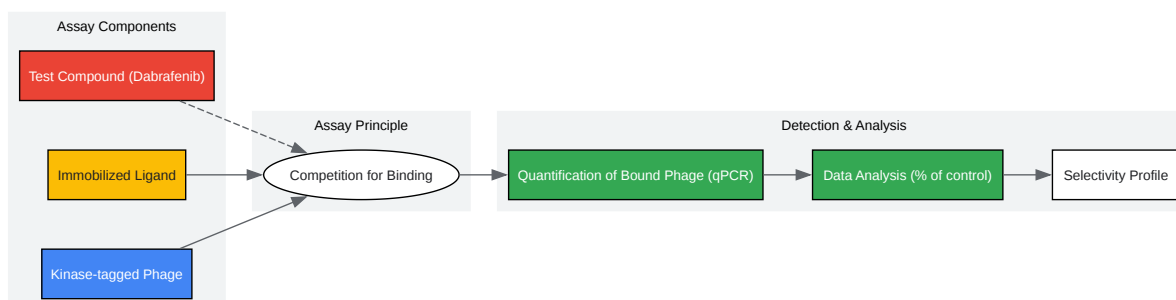 Assay Components
Test Compound (Dabrafenib)
Immobilized Ligand
Kinase-tagged Phage
Assay Principle
Competition for Binding
Detection & Analysis
Quantification of Bound Phage (qPCR)
Data Analysis (% of control)
Selectivity Profile